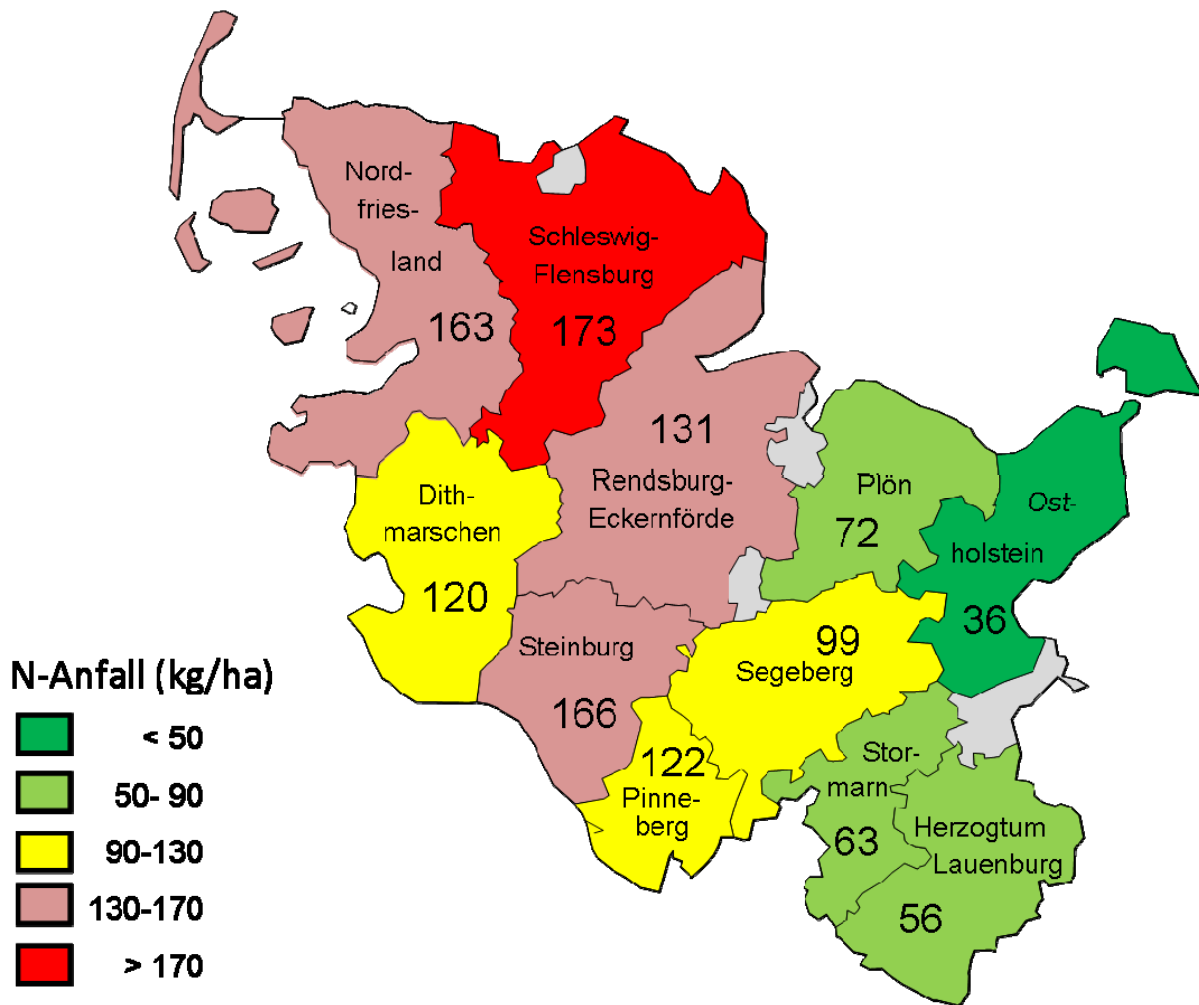 Nord-
fries-
land
163
Schleswig-
Flensburg
173
131
Rendsburg-
Eckernförde
Dith-
marschen
120
Plön
72
Ost-
holstein
36
Steinburg
166
99
Segeberg
122
Pinne-
berg
Stor-
marn
63
Herzogtum
Lauenburg
56
N-Anfall (kg/ha)
< 50
50- 90
90-130
130-170
> 170